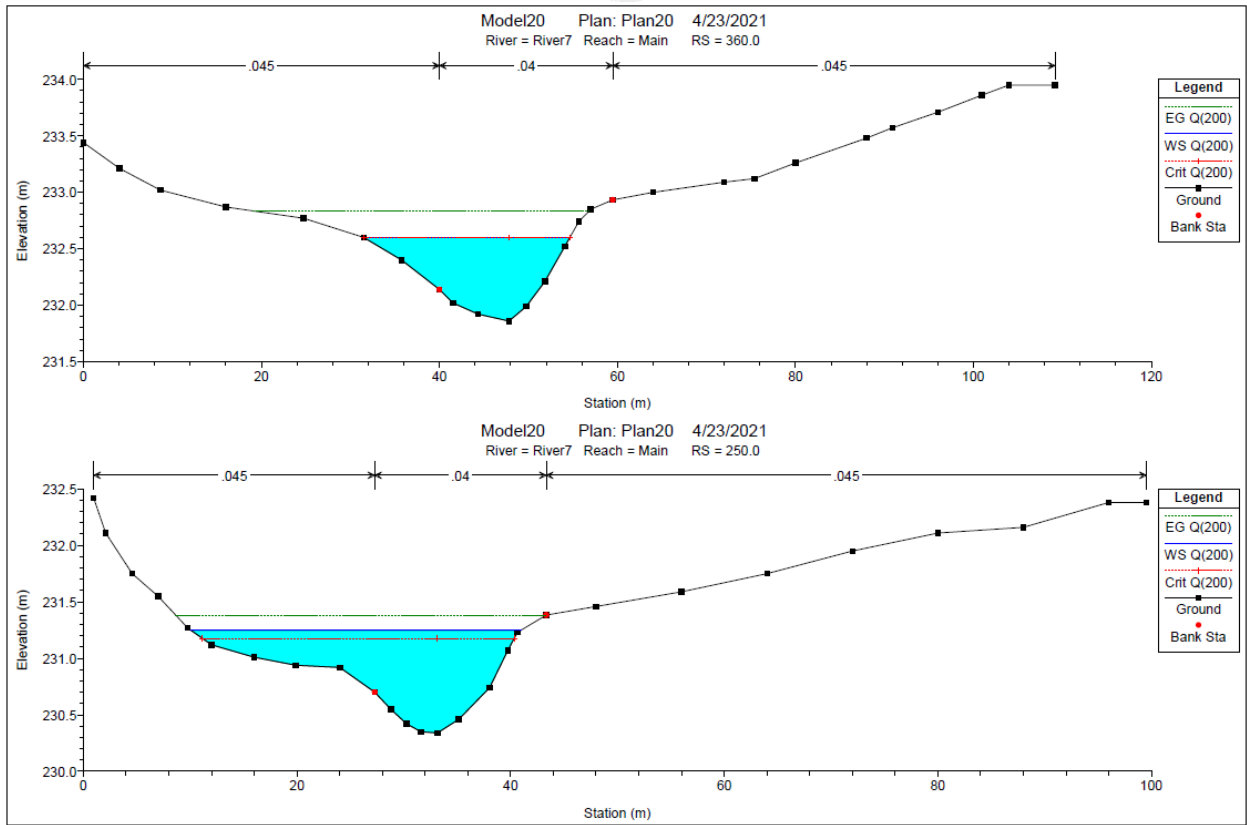 Model20 Plan: Plan20 4/23/2021
River = River7 Reach = Main RS = 360.0
.045 .04 .045
Legend
EG Q(200)
WS Q(200)
Crit Q(200)
Ground
Bank Sta
Elevation (m)
234.0
233.5
233.0
232.5
232.0
231.5
0 20 40 60 80 100 120
Station (m)
Model20 Plan: Plan20 4/23/2021
River = River7 Reach = Main RS = 250.0
.045 .04 .045
Legend
EG Q(200)
WS Q(200)
Crit Q(200)
Ground
Bank Sta
Elevation (m)
232.5
232.0
231.5
231.0
230.5
230.0
0 20 40 60 80 100
Station (m)